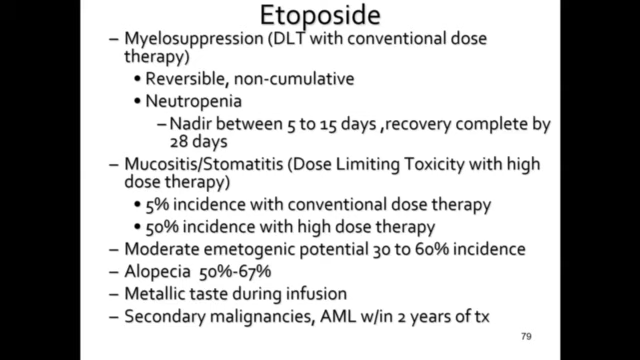 Etoposide
– Myelosuppression (DLT with conventional dose
therapy)
• Reversible, non-cumulative
• Neutropenia
– Nadir between 5 to 15 days ,recovery complete by
28 days
– Mucositis/Stomatitis (Dose Limiting Toxicity with high
dose therapy)
• 5% incidence with conventional dose therapy
• 50% incidence with high dose therapy
– Moderate emetogenic potential 30 to 60% incidence
– Alopecia 50%-67%
– Metallic taste during infusion
– Secondary malignancies, AML w/in 2 years of tx
79